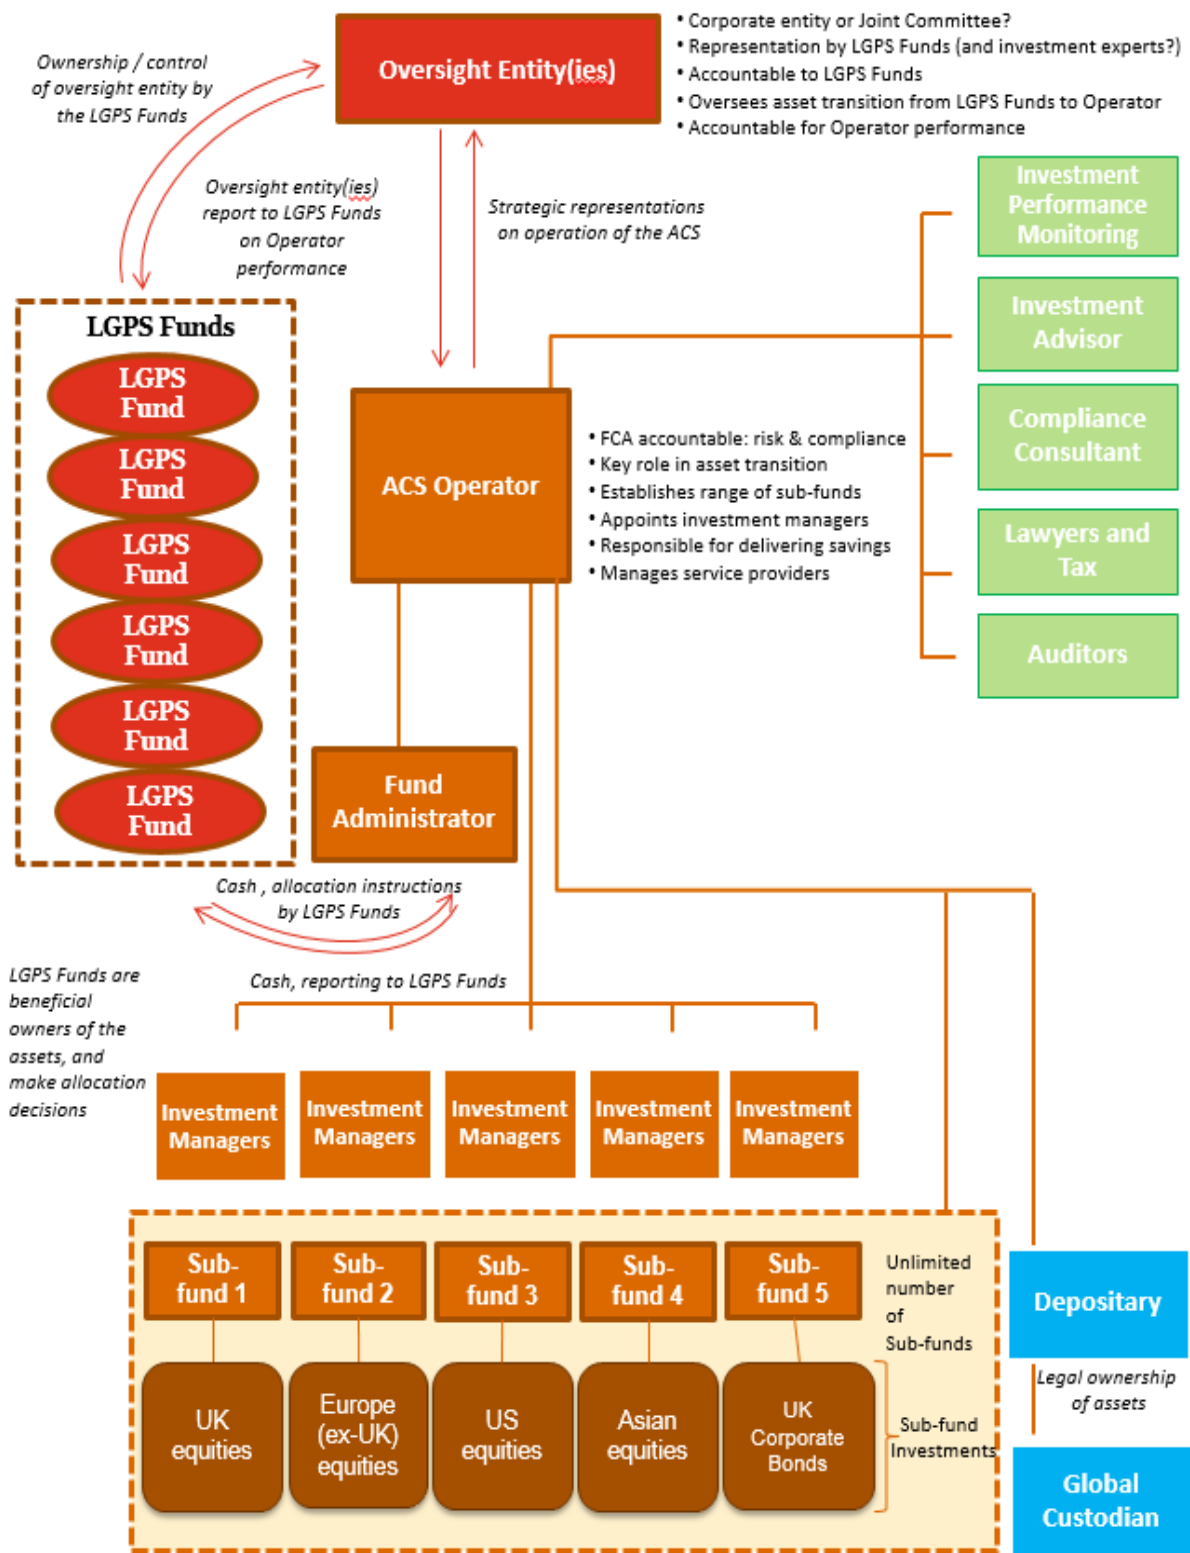 Oversight Entity(ies)
• Corporate entity or Joint Committee?
• Representation by LGPS Funds (and investment experts?)
• Accountable to LGPS Funds
• Oversees asset transition from LGPS Funds to Operator
• Accountable for Operator performance
Ownership / control
of oversight entity by
the LGPS Funds
Oversight entity(ies)
report to LGPS Funds
on Operator
performance
Strategic representations
on operation of the ACS
Investment
Performance
Monitoring
Investment
Advisor
Compliance
Consultant
Lawyers and
Tax
Auditors
LGPS Funds
LGPS
Fund
LGPS
Fund
LGPS
Fund
LGPS
Fund
LGPS
Fund
LGPS
Fund
ACS Operator
• FCA accountable: risk & compliance
• Key role in asset transition
• Establishes range of sub-funds
• Appoints investment managers
• Responsible for delivering savings
• Manages service providers
Fund
Administrator
Cash , allocation instructions
by LGPS Funds
Cash, reporting to LGPS Funds
LGPS Funds are
beneficial
owners of the
assets, and
make allocation
decisions
Investment
Managers
Investment
Managers
Investment
Managers
Investment
Managers
Investment
Managers
Sub-
fund 1
Sub-
fund 2
Sub-
fund 3
Sub-
fund 4
Sub-
fund 5
Unlimited
number
of
Sub-funds
UK
equities
Europe
(ex-UK)
equities
US
equities
Asian
equities
UK
Corporate
Bonds
Sub-fund
Investments
Depositary
Legal ownership
of assets
Global
Custodian